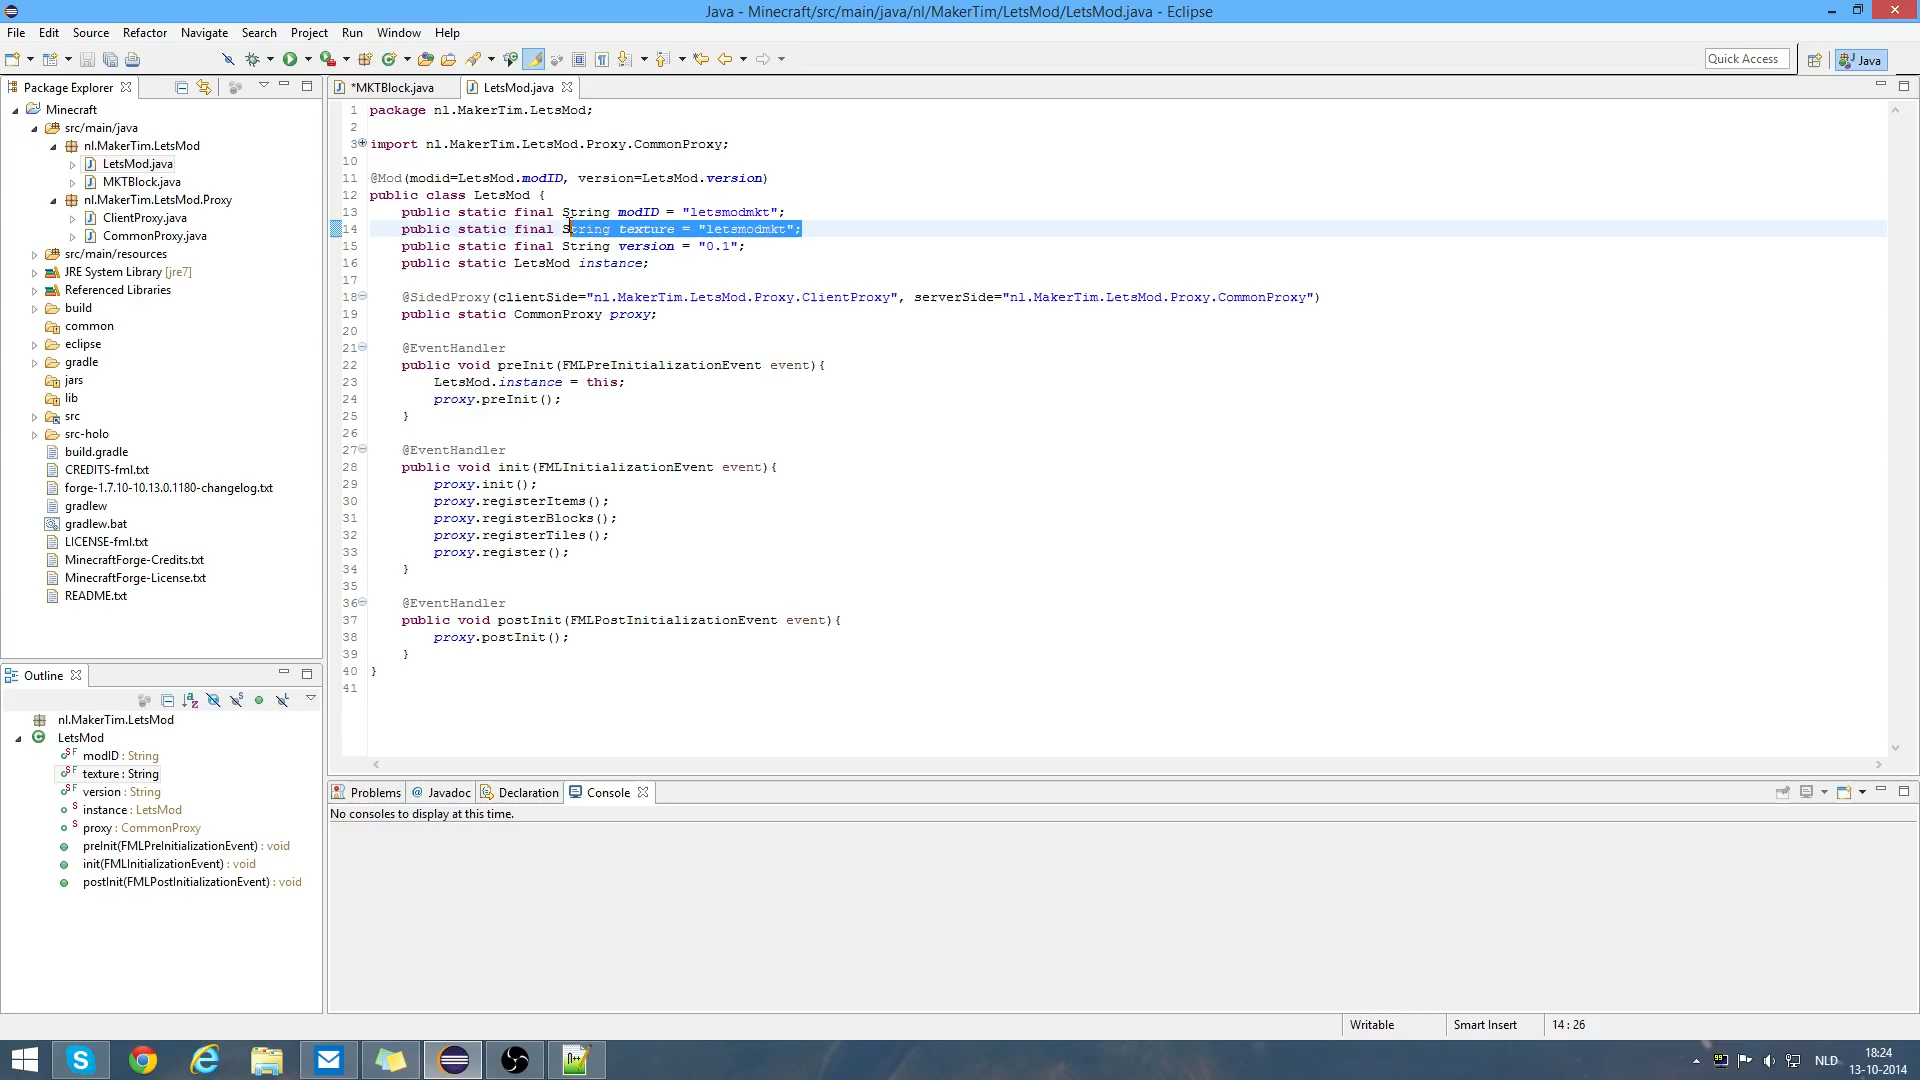 Java - Minecraft/src/main/java/nl/MakerTim/LetsMod/LetsMod.java - Eclipse
File Edit Source Refactor Navigate Search Project Run Window Help
Quick Access
Java
Package Explorer
*MKTBlock.java
LetsMod.java
Minecraft
src/main/java
nl.MakerTim.LetsMod
LetsMod.java
MKTBlock.java
nl.MakerTim.LetsMod.Proxy
ClientProxy.java
CommonProxy.java
src/main/resources
JRE System Library [jre7]
Referenced Libraries
build
common
eclipse
gradle
jars
lib
src
src-holo
build.gradle
CREDITS-fml.txt
forge-1.7.10-10.13.0.1180-changelog.txt
gradlew
gradlew.bat
LICENSE-fml.txt
MinecraftForge-Credits.txt
MinecraftForge-License.txt
README.txt
1 package nl.MakerTim.LetsMod;
2
3 import nl.MakerTim.LetsMod.Proxy.CommonProxy;
10
11 @Mod(modid=LetsMod.modID, version=LetsMod.version)
12 public class LetsMod {
13 public static final String modID = "letsmodmkt";
14 public static final String texture = "letsmodmkt";
15 public static final String version = "0.1";
16 public static LetsMod instance;
17
18 @SidedProxy(clientSide="nl.MakerTim.LetsMod.Proxy.ClientProxy", serverSide="nl.MakerTim.LetsMod.Proxy.CommonProxy")
19 public static CommonProxy proxy;
20
21 @EventHandler
22 public void preInit(FMLPreInitializationEvent event){
23 LetsMod.instance = this;
24 proxy.preInit();
25 }
26
27 @EventHandler
28 public void init(FMLInitializationEvent event){
29 proxy.init();
30 proxy.registerItems();
31 proxy.registerBlocks();
32 proxy.registerTiles();
33 proxy.register();
34 }
35
36 @EventHandler
37 public void postInit(FMLPostInitializationEvent event){
38 proxy.postInit();
39 }
40 }
41
Outline
nl.MakerTim.LetsMod
LetsMod
modID : String
texture : String
version : String
instance : LetsMod
proxy : CommonProxy
preInit(FMLPreInitializationEvent) : void
init(FMLInitializationEvent) : void
postInit(FMLPostInitializationEvent) : void
Problems @ Javadoc Declaration Console
No consoles to display at this time.
Writable Smart Insert 14 : 26
NLD
18:24
13-10-2014